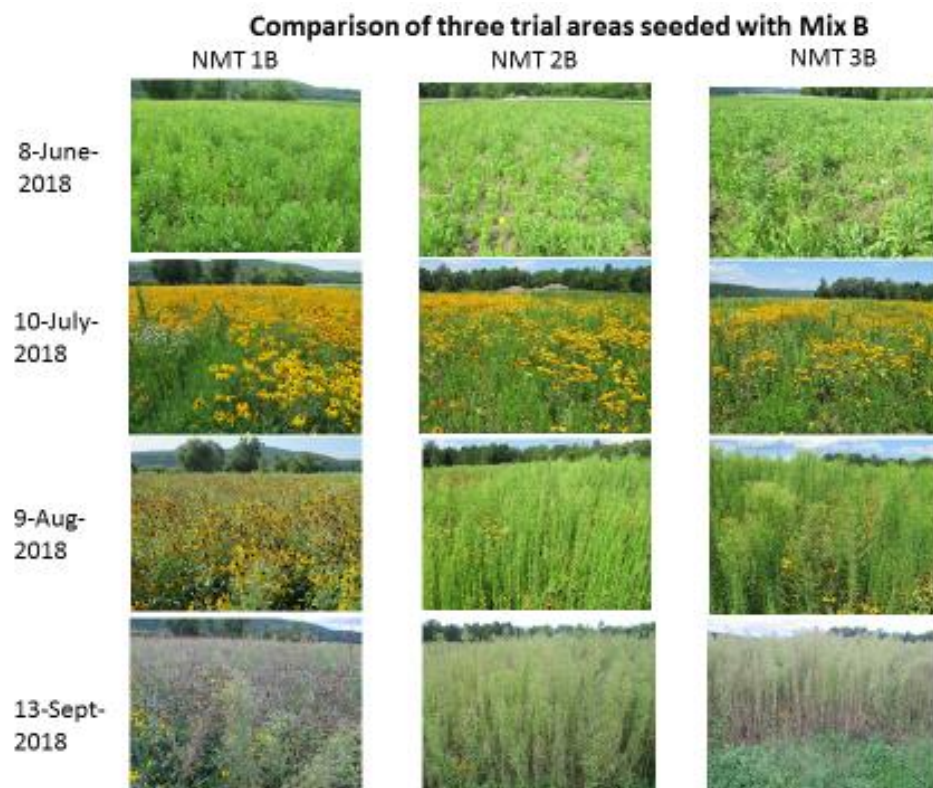 Comparison of three trial areas seeded with Mix B
NMT 1B
NMT 2B
NMT 3B
8-June-
2018
10-July-
2018
9-Aug-
2018
13-Sept-
2018